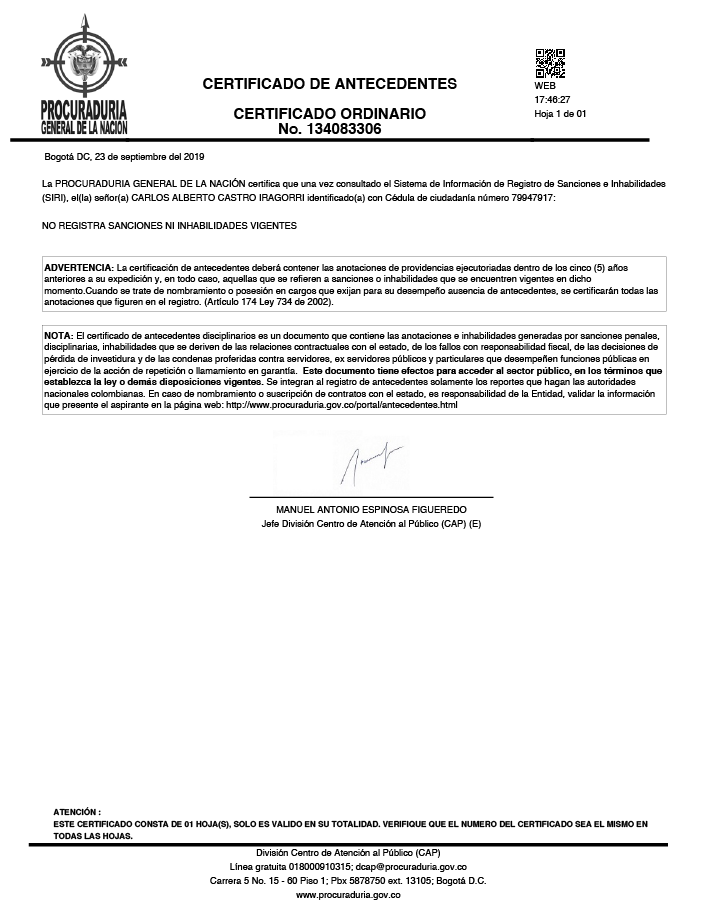 PROCURADURIA
GENERAL DE LA NACION
CERTIFICADO DE ANTECEDENTES
CERTIFICADO ORDINARIO
No. 134083306
WEB
17:46:27
Hoja 1 de 01
Bogotá DC, 23 de septiembre del 2019
La PROCURADURIA GENERAL DE LA NACIÓN certifica que una vez consultado el Sistema de Información de Registro de Sanciones e Inhabilidades
(SIRI), el(la) señor(a) CARLOS ALBERTO CASTRO IRAGORRI identificado(a) con Cédula de ciudadanía número 79947917:
NO REGISTRA SANCIONES NI INHABILIDADES VIGENTES
ADVERTENCIA: La certificación de antecedentes deberá contener las anotaciones de providencias ejecutoriadas dentro de los cinco (5) años
anteriores a su expedición y, en todo caso, aquellas que se refieren a sanciones o inhabilidades que se encuentren vigentes en dicho
momento.Cuando se trate de nombramiento o posesión en cargos que exijan para su desempeño ausencia de antecedentes, se certificarán todas las
anotaciones que figuren en el registro. (Artículo 174 Ley 734 de 2002).
NOTA: El certificado de antecedentes disciplinarios es un documento que contiene las anotaciones e inhabilidades generadas por sanciones penales,
disciplinarias, inhabilidades que se deriven de las relaciones contractuales con el estado, de los fallos con responsabilidad fiscal, de las decisiones de
pérdida de investidura y de las condenas proferidas contra servidores, ex servidores públicos y particulares que desempeñen funciones públicas en
ejercicio de la acción de repetición o llamamiento en garantía. Este documento tiene efectos para acceder al sector público, en los términos que
establezca la ley o demás disposiciones vigentes. Se integran al registro de antecedentes solamente los reportes que hagan las autoridades
nacionales colombianas. En caso de nombramiento o suscripción de contratos con el estado, es responsabilidad de la Entidad, validar la información
que presente el aspirante en la página web: http://www.procuraduria.gov.co/portal/antecedentes.html
MANUEL ANTONIO ESPINOSA FIGUEREDO
Jefe División Centro de Atención al Público (CAP) (E)
ATENCIÓN :
ESTE CERTIFICADO CONSTA DE 01 HOJA(S), SOLO ES VALIDO EN SU TOTALIDAD. VERIFIQUE QUE EL NUMERO DEL CERTIFICADO SEA EL MISMO EN
TODAS LAS HOJAS.
División Centro de Atención al Público (CAP)
Línea gratuita 018000910315; dcap@procuraduria.gov.co
Carrera 5 No. 15 - 60 Piso 1; Pbx 5878750 ext. 13105; Bogotá D.C.
www.procuraduria.gov.co